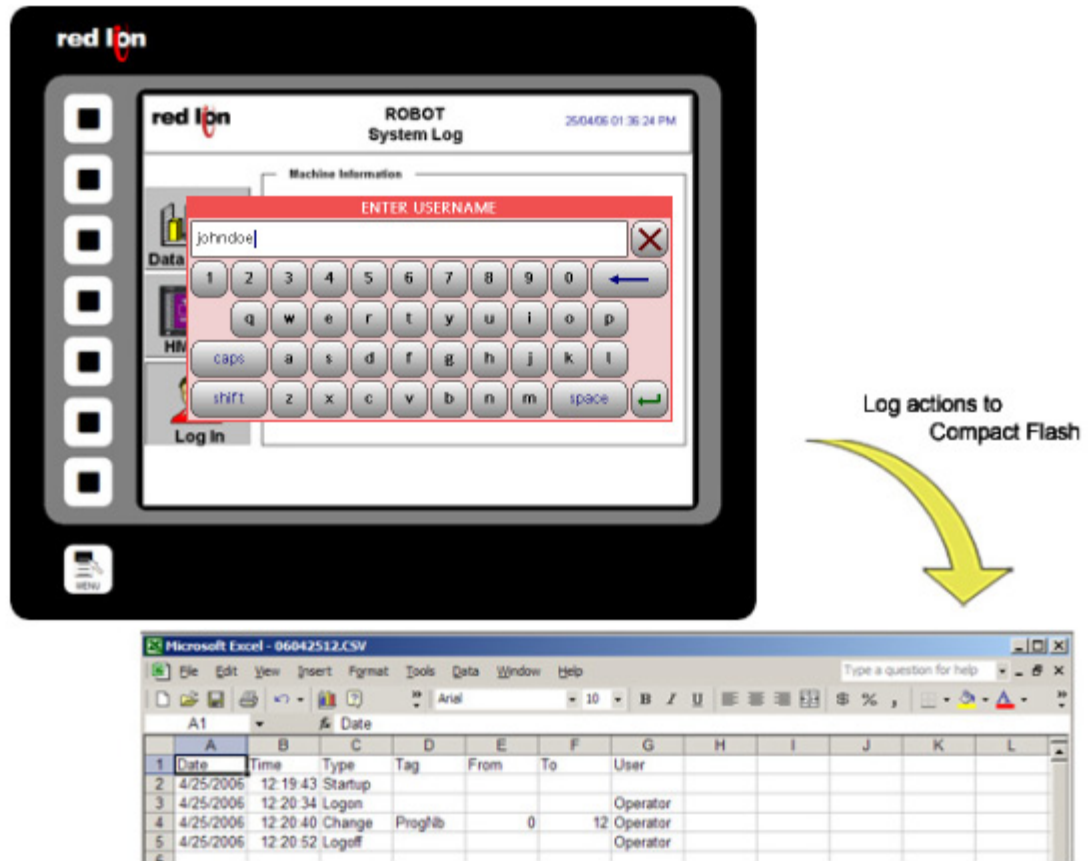 red lion
red lion
ROBOT
System Log
25/04/06 01:36:24 PM
Machine Information
ENTER USERNAME
johndoe
Data
1 2 3 4 5 6 7 8 9 0
q w e r t y u i o p
HM
caps a s d f g h j k l
shift z x c v b n m space
Log In
MENU
Log actions to
Compact Flash
Microsoft Excel - 06042512.CSV
File Edit View Insert Format Tools Data Window Help Type a question for help
Arial 10 B I U $ % ,
A1 fx Date
A B C D E F G H I J K L
1 Date Time Type Tag From To User
2 4/25/2006 12:19:43 Startup
3 4/25/2006 12:20:34 Logon Operator
4 4/25/2006 12:20:40 Change ProgNb 0 12 Operator
5 4/25/2006 12:20:52 Logoff Operator
6